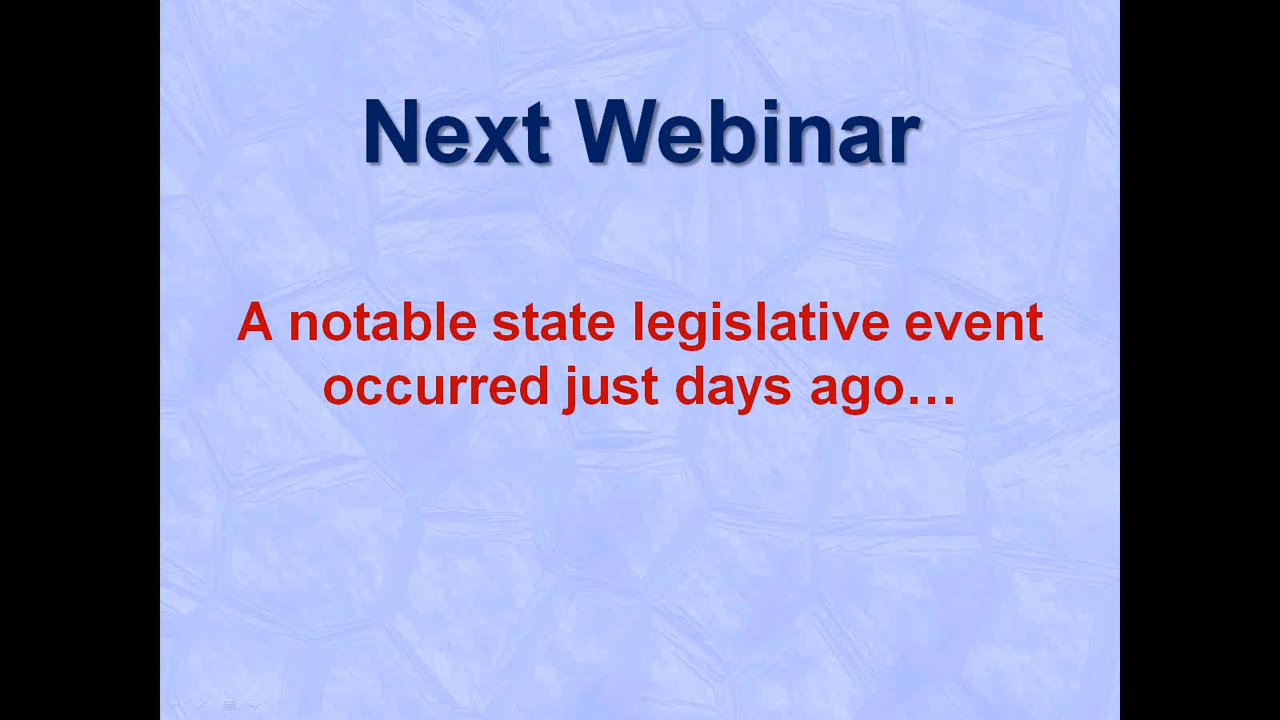 Next Webinar
A notable state legislative event
occurred just days ago…